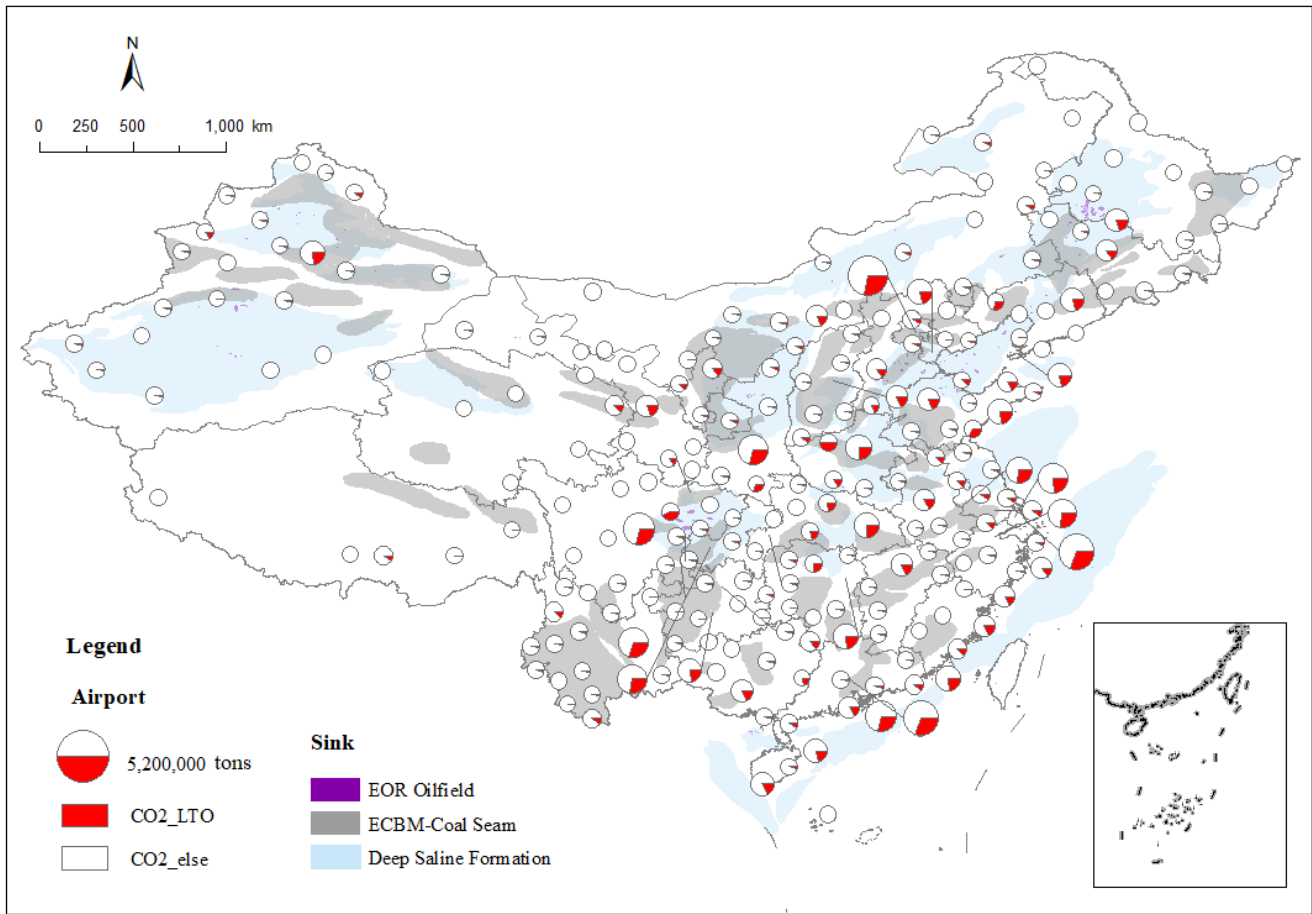 N
0 250 500 1,000 km
Legend
Airport
5,200,000 tons
CO2_LTO
CO2_else
Sink
EOR Oilfield
ECBM-Coal Seam
Deep Saline Formation